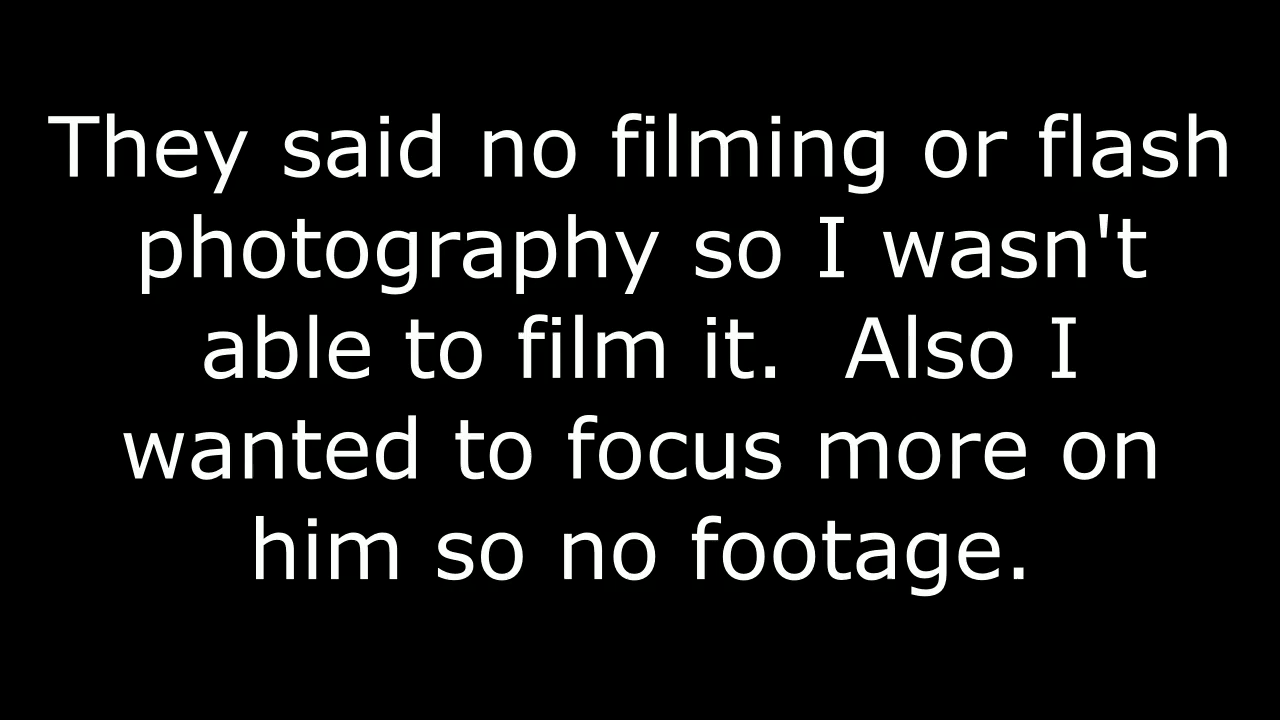 They said no filming or flash
photography so I wasn't
able to film it.  Also I
wanted to focus more on
him so no footage.